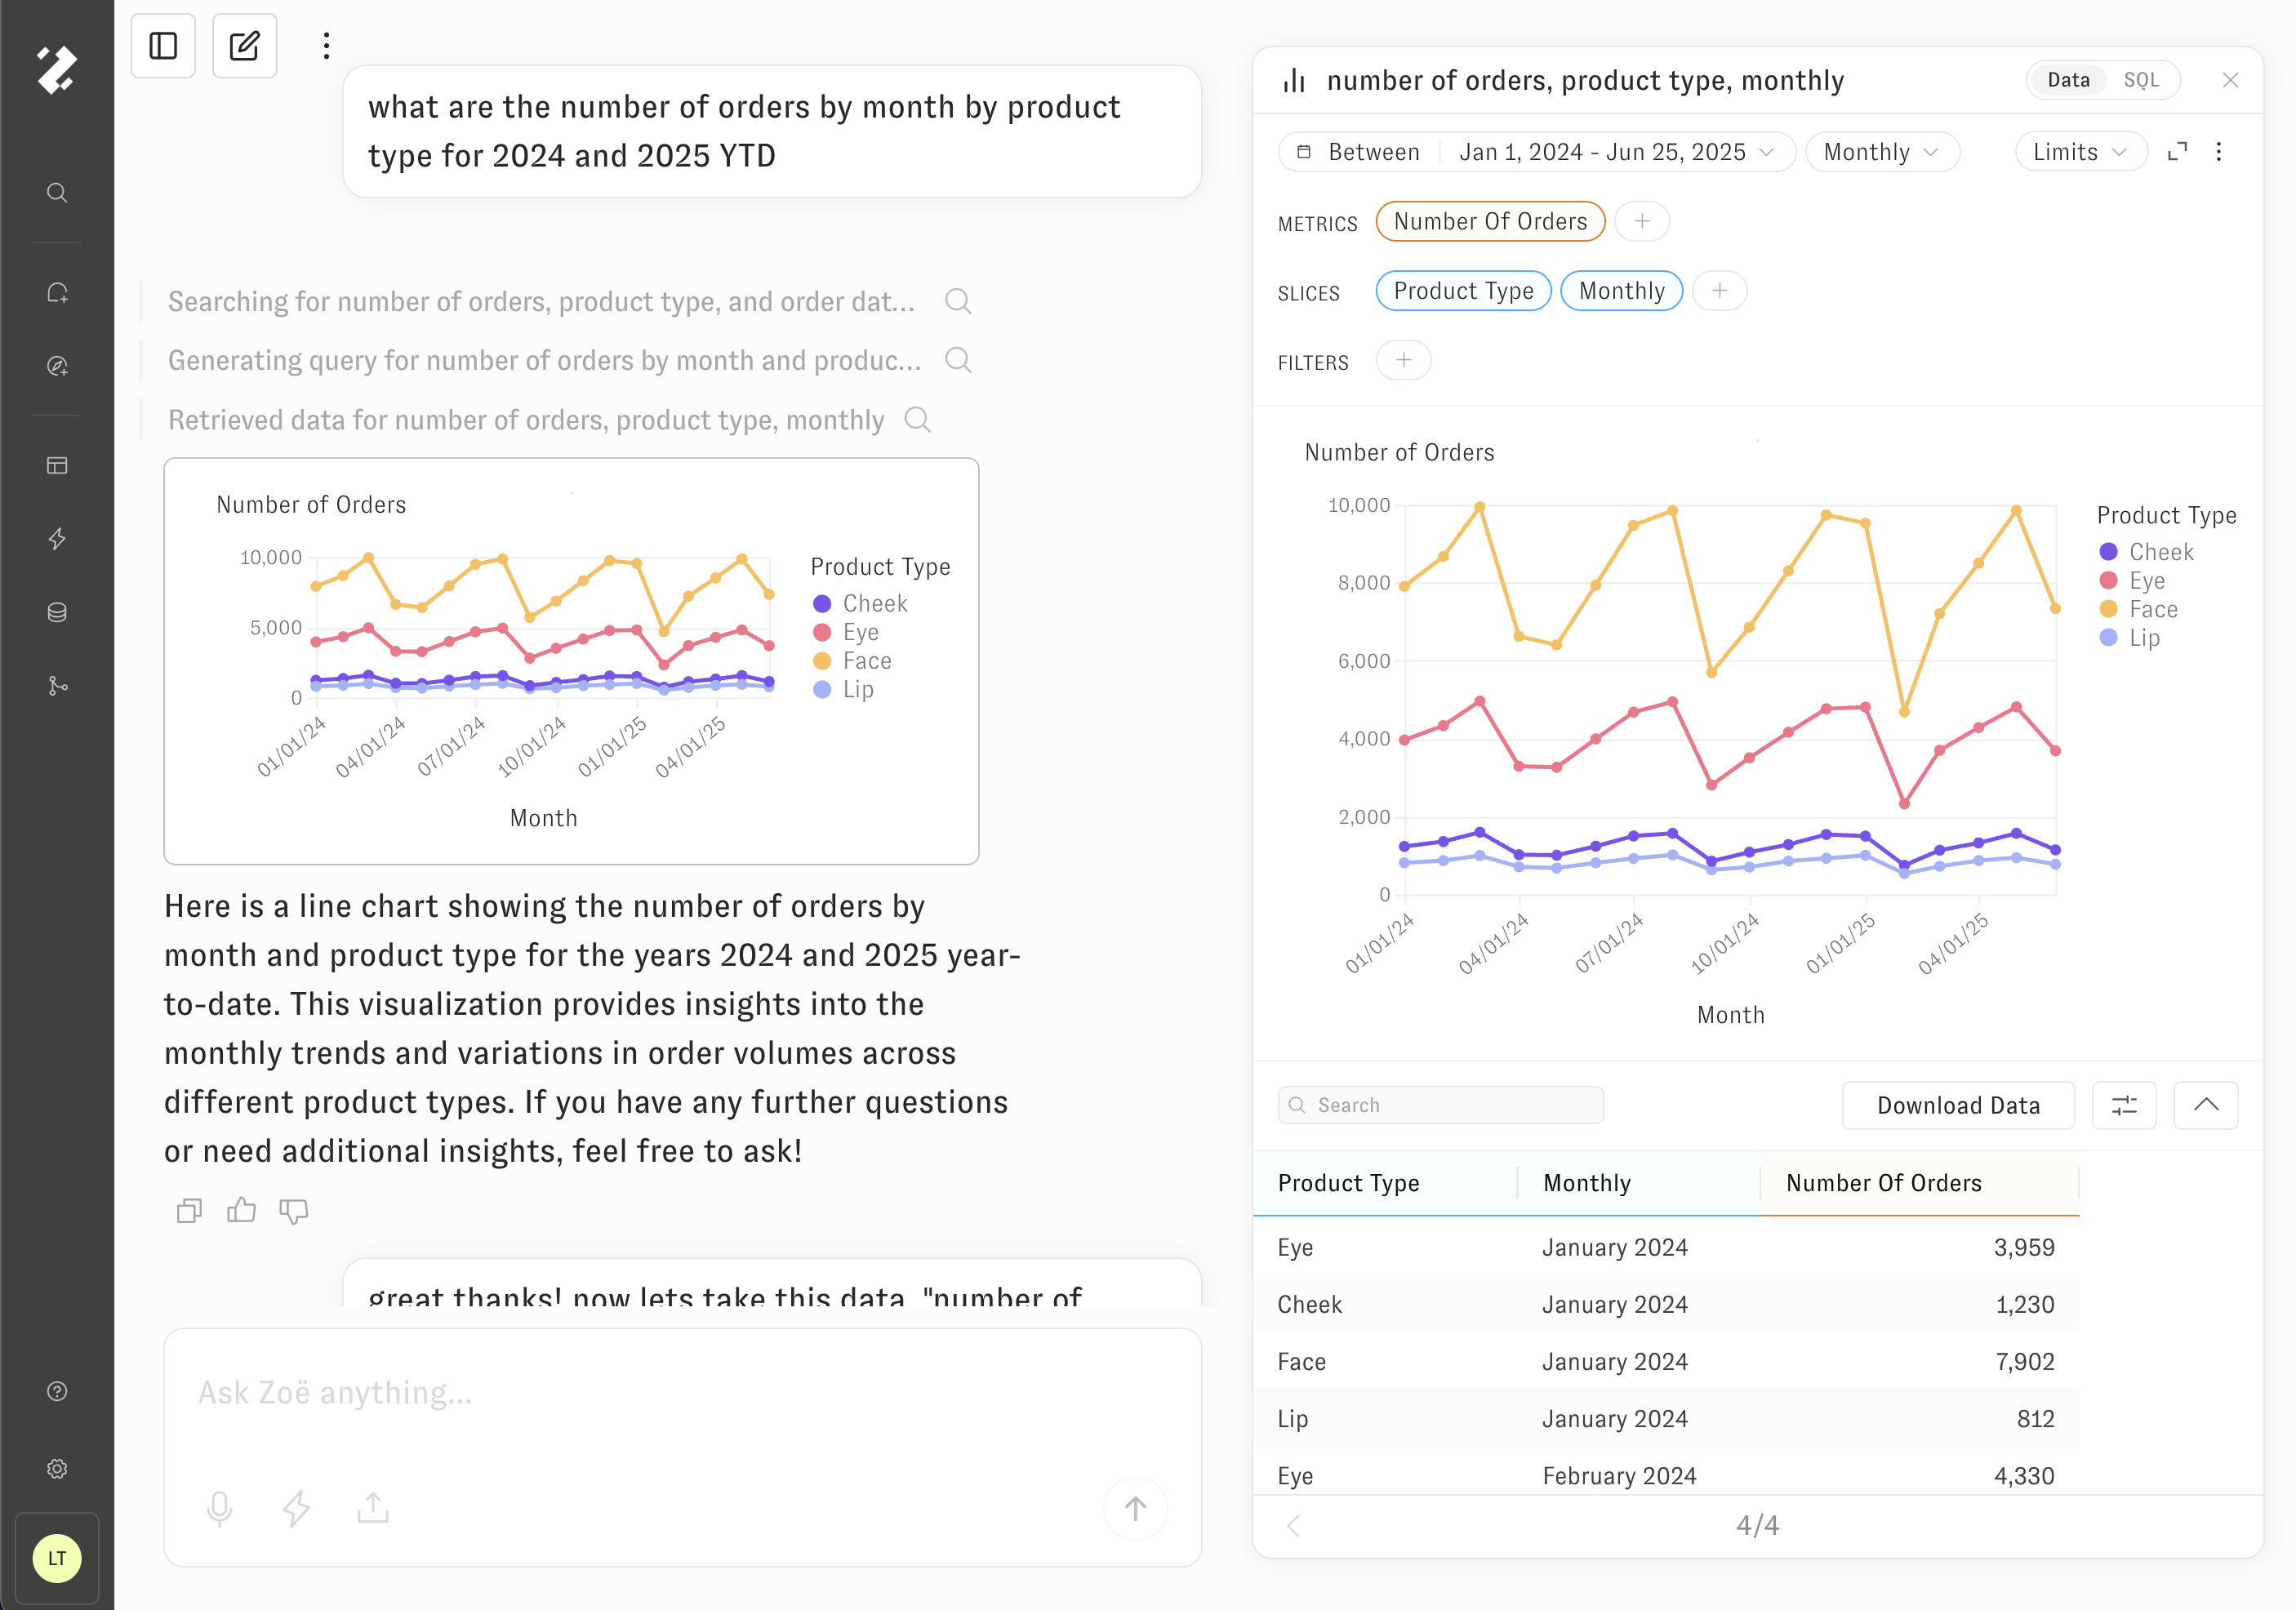 what are the number of orders by month by product
type for 2024 and 2025 YTD
Searching for number of orders, product type, and order dat...
Generating query for number of orders by month and produc...
Retrieved data for number of orders, product type, monthly
Number of Orders
10,000
5,000
0
01/01/24
04/01/24
07/01/24
10/01/24
01/01/25
04/01/25
Month
Product Type
Cheek
Eye
Face
Lip
Here is a line chart showing the number of orders by
month and product type for the years 2024 and 2025 year-
to-date. This visualization provides insights into the
monthly trends and variations in order volumes across
different product types. If you have any further questions
or need additional insights, feel free to ask!
great thanks! now lets take this data, "number of
Ask Zoë anything...
LT
number of orders, product type, monthly
Data SQL
Between Jan 1, 2024 - Jun 25, 2025 Monthly Limits
METRICS Number Of Orders
SLICES Product Type Monthly
FILTERS
Number of Orders
10,000
8,000
6,000
4,000
2,000
0
01/01/24
04/01/24
07/01/24
10/01/24
01/01/25
04/01/25
Month
Product Type
Cheek
Eye
Face
Lip
Search
Download Data
Product Type Monthly Number Of Orders
Eye January 2024 3,959
Cheek January 2024 1,230
Face January 2024 7,902
Lip January 2024 812
Eye February 2024 4,330
4/4